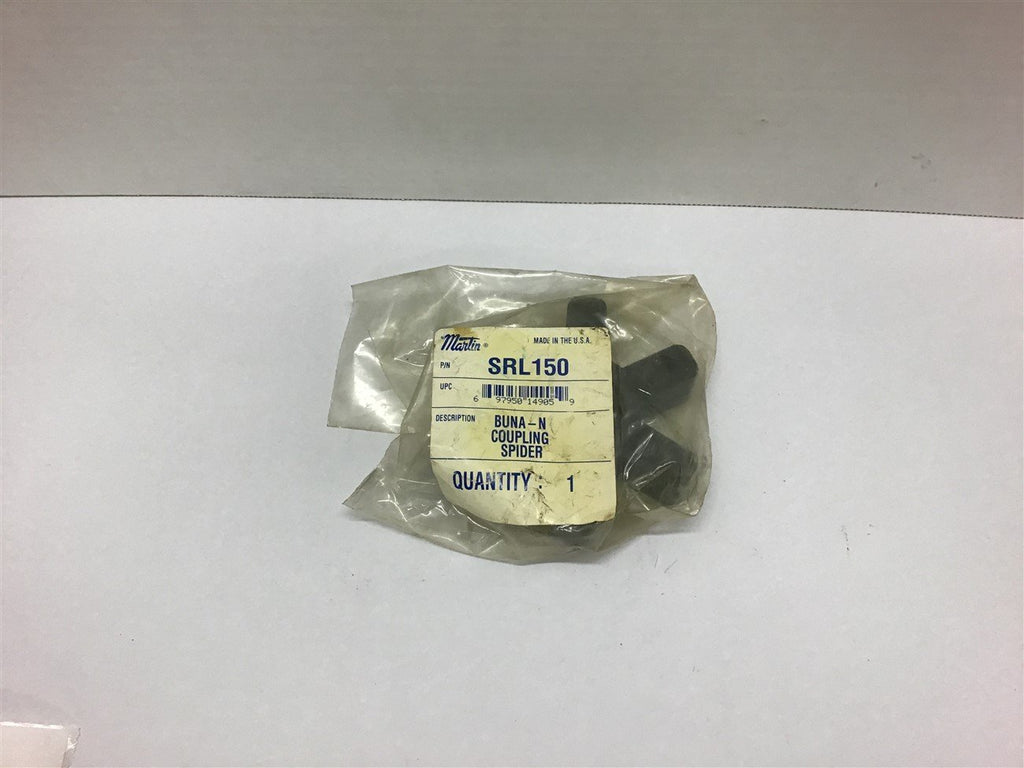 Martin® MADE IN THE U.S.A.
P/N SRL150
UPC
6 97950 14905 9
DESCRIPTION BUNA-N
COUPLING
SPIDER
QUANTITY: 1